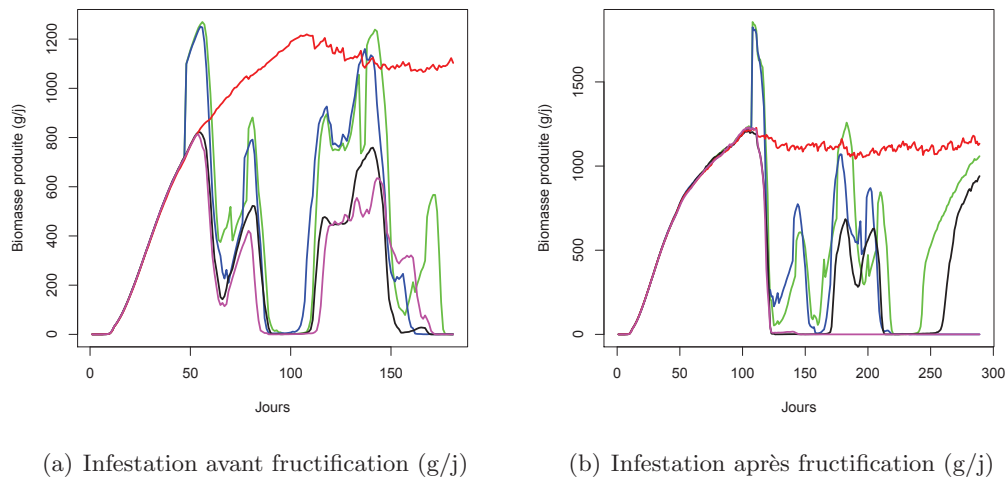 Biomasse produite (g/j)
0 200 400 600 800 1000 1200
0 50 100 150
Jours
(a) Infestation avant fructification (g/j)
Biomasse produite (g/j)
0 500 1000 1500
0 50 100 150 200 250 300
Jours
(b) Infestation après fructification (g/j)